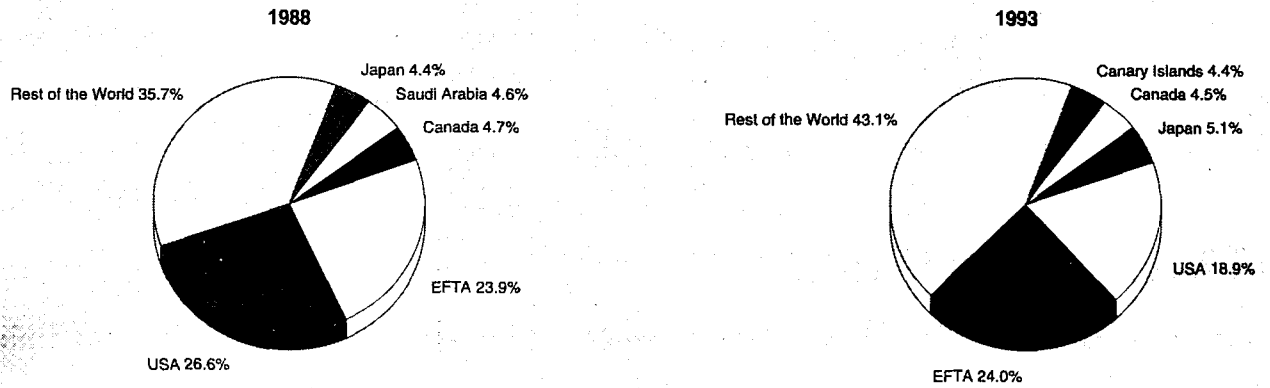 1988
Japan 4.4%
Rest of the World 35.7%
Saudi Arabia 4.6%
Canada 4.7%
EFTA 23.9%
USA 26.6%
1993
Canary Islands 4.4%
Canada 4.5%
Rest of the World 43.1%
Japan 5.1%
USA 18.9%
EFTA 24.0%